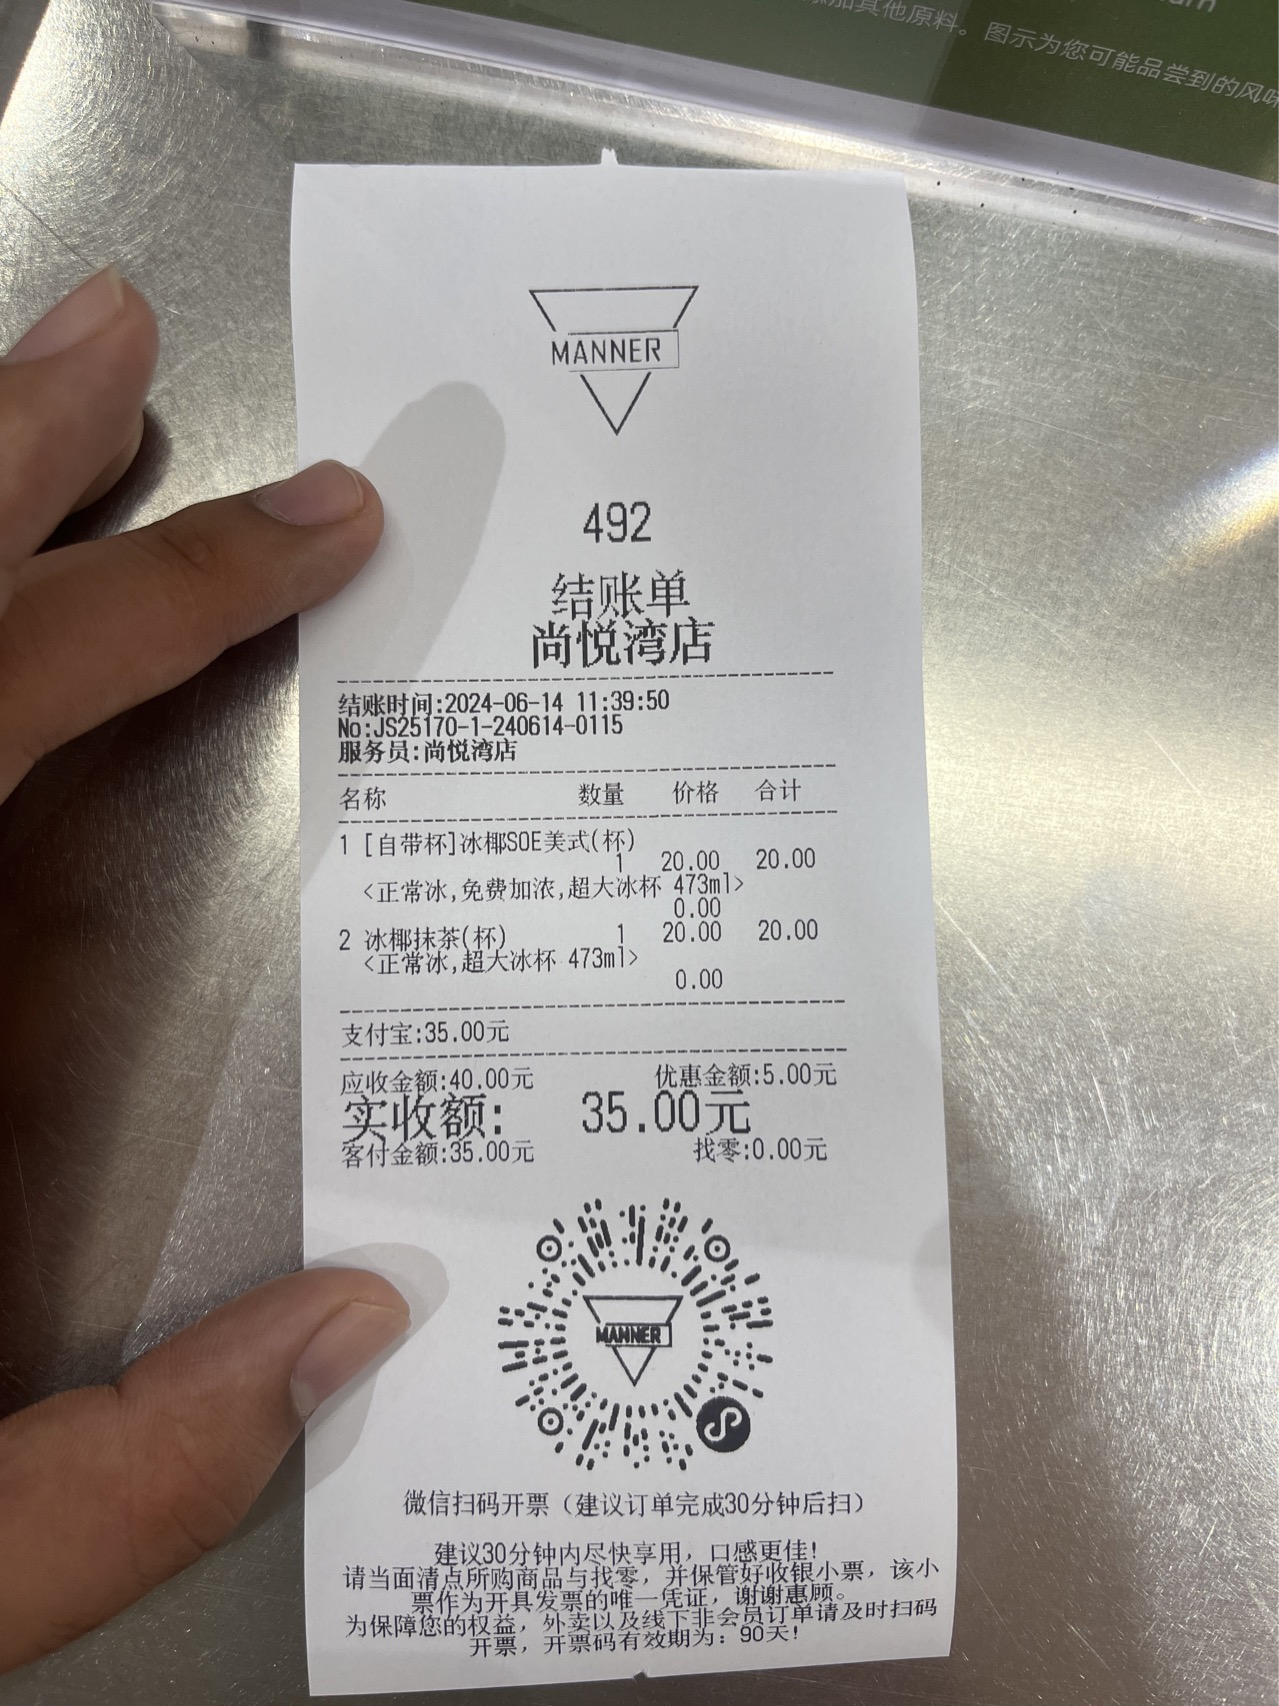 添加其他原料。图示为您可能品尝到的风味
MANNER
492
结账单
尚悦湾店
结账时间:2024-06-14 11:39:50
No:JS25170-1-240614-0115
服务员:尚悦湾店
名称 数量 价格 合计
1 [自带杯]冰椰SOE美式(杯)
1 20.00 20.00
<正常冰,免费加浓,超大冰杯 473ml>
0.00
2 冰椰抹茶(杯) 1 20.00 20.00
<正常冰,超大冰杯 473ml>
0.00
支付宝:35.00元
应收金额:40.00元 优惠金额:5.00元
实收额: 35.00元
客付金额:35.00元 找零:0.00元
MANNER
微信扫码开票（建议订单完成30分钟后扫）
建议30分钟内尽快享用，口感更佳!
请当面清点所购商品与找零，并保管好收银小票，该小
票作为开具发票的唯一凭证，谢谢惠顾。
为保障您的权益，外卖以及线下非会员订单请及时扫码
开票，开票码有效期为：90天!